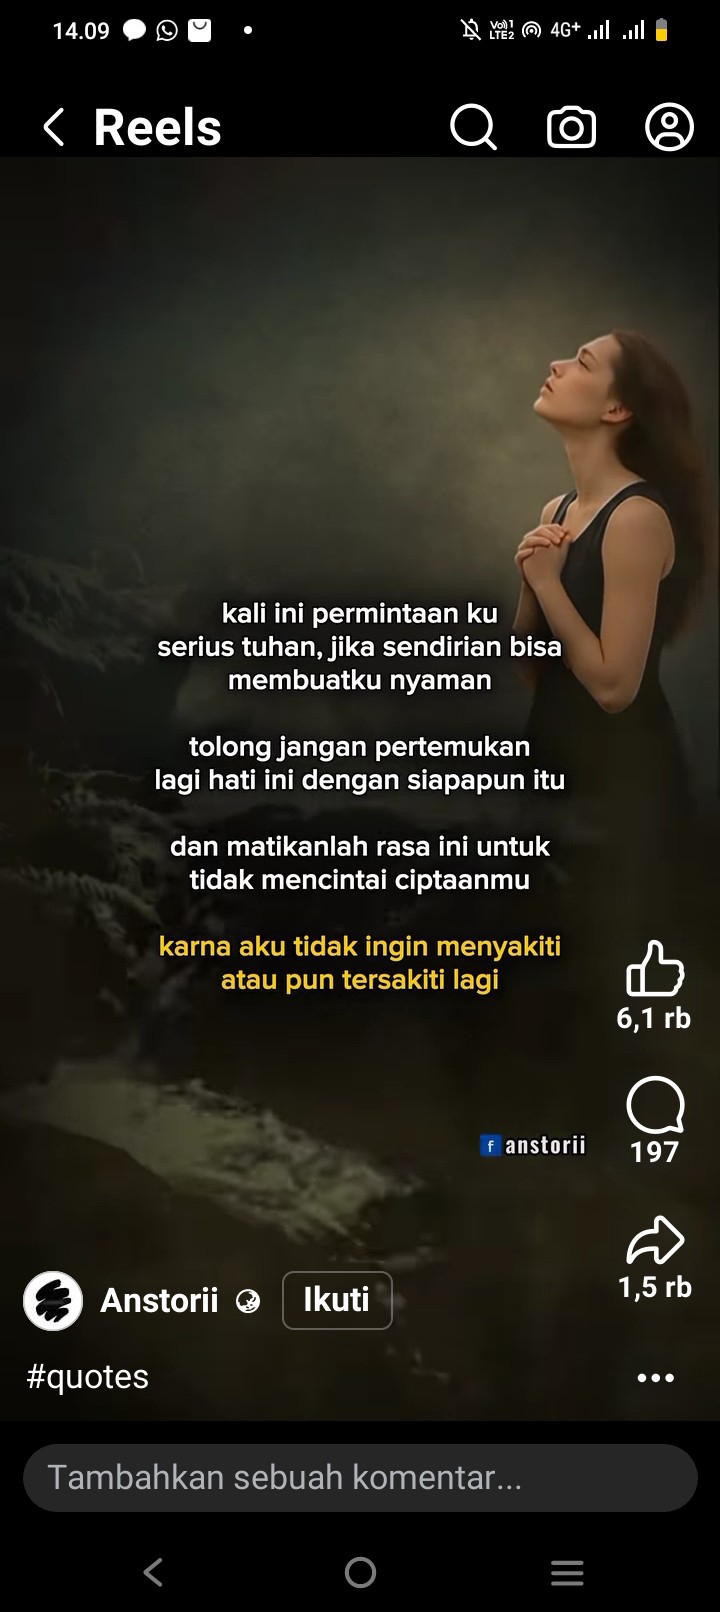 14.09
Vo)) 1
LTE2
4G+
Reels
kali ini permintaan ku
serius tuhan, jika sendirian bisa
membuatku nyaman
tolong jangan pertemukan
lagi hati ini dengan siapapun itu
dan matikanlah rasa ini untuk
tidak mencintai ciptaanmu
karna aku tidak ingin menyakiti
atau pun tersakiti lagi
6,1 rb
197
f anstorii
1,5 rb
Anstorii
Ikuti
#quotes
Tambahkan sebuah komentar...